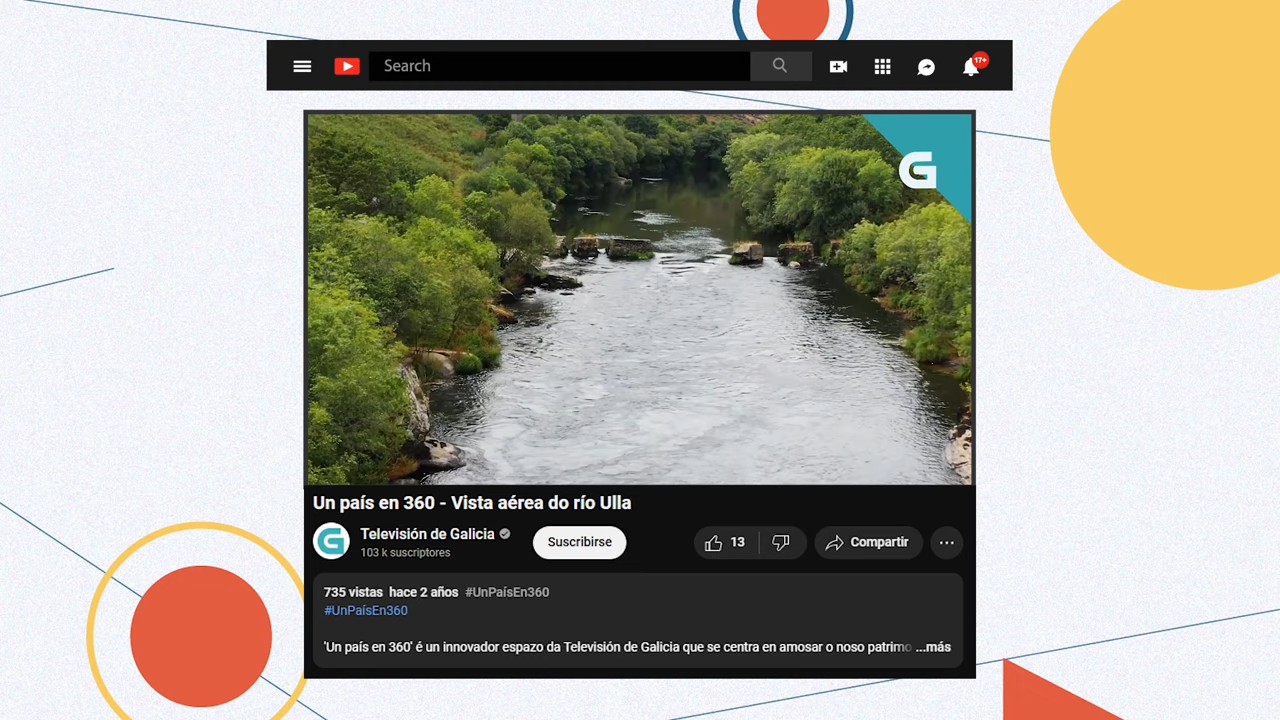 Search
17+
G
Un país en 360 - Vista aérea do río Ulla
Televisión de Galicia
103 k suscriptores
Suscribirse
13
Compartir
735 vistas hace 2 años #UnPaísEn360
#UnPaísEn360
'Un país en 360' é un innovador espazo da Televisión de Galicia que se centra en amosar o noso patrimo ...más